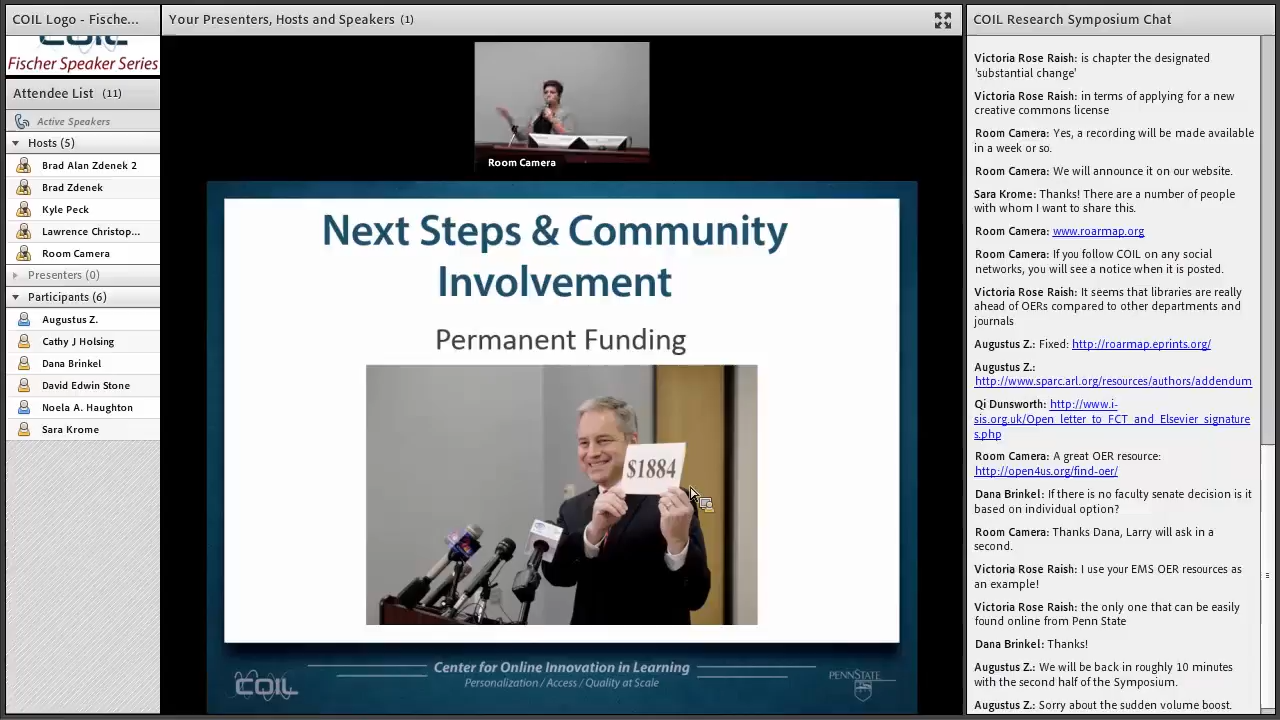 COIL Logo - Fische...
COIL
Fischer Speaker Series
Attendee List (11)
Active Speakers
Hosts (5)
Brad Alan Zdenek 2
Brad Zdenek
Kyle Peck
Lawrence Christop...
Room Camera
Presenters (0)
Participants (6)
Augustus Z.
Cathy J Holsing
Dana Brinkel
David Edwin Stone
Noela A. Haughton
Sara Krome
Your Presenters, Hosts and Speakers (1)
Room Camera
Next Steps & Community
Involvement
Permanent Funding
$1884
Center for Online Innovation in Learning
Personalization / Access / Quality at Scale
COIL
PENNSTATE
COIL Research Symposium Chat
Victoria Rose Raish: is chapter the designated
'substantial change'
Victoria Rose Raish: in terms of applying for a new
creative commons license
Room Camera: Yes, a recording will be made available
in a week or so.
Room Camera: We will announce it on our website.
Sara Krome: Thanks! There are a number of people
with whom I want to share this.
Room Camera: www.roarmap.org
Room Camera: If you follow COIL on any social
networks, you will see a notice when it is posted.
Victoria Rose Raish: It seems that libraries are really
ahead of OERs compared to other departments and
journals
Augustus Z.: Fixed: http://roarmap.eprints.org/
Augustus Z.:
http://www.sparc.arl.org/resources/authors/addendum
Qi Dunsworth: http://www.i-
sis.org.uk/Open_letter_to_FCT_and_Elsevier_signature
s.php
Room Camera: A great OER resource:
http://open4us.org/find-oer/
Dana Brinkel: If there is no faculty senate decision is it
based on individual option?
Room Camera: Thanks Dana, Larry will ask in a
second.
Victoria Rose Raish: I use your EMS OER resources as
an example!
Victoria Rose Raish: the only one that can be easily
found online from Penn State
Dana Brinkel: Thanks!
Augustus Z.: We will be back in roughly 10 minutes
with the second half of the Symposium.
Augustus Z.: Sorry about the sudden volume boost.